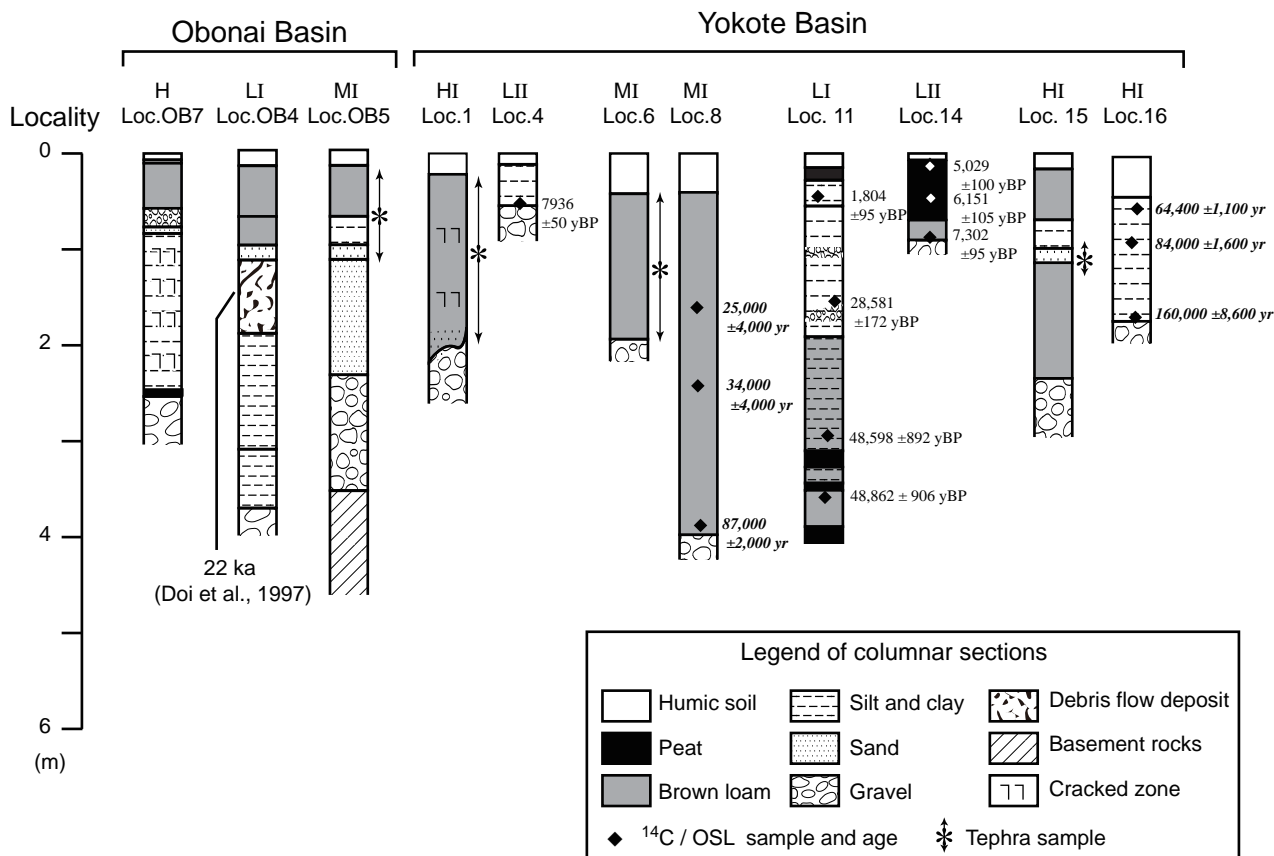 Obonai Basin
Yokote Basin
Locality
H
Loc.OB7
LI
Loc.OB4
MI
Loc.OB5
HI
Loc.1
LII
Loc.4
MI
Loc.6
MI
Loc.8
LI
Loc. 11
LII
Loc.14
HI
Loc. 15
HI
Loc.16
0
2
4
6
(m)
22 ka
(Doi et al., 1997)
7936
±50 yBP
25,000
±4,000 yr
34,000
±4,000 yr
87,000
±2,000 yr
1,804
±95 yBP
28,581
±172 yBP
48,598 ±892 yBP
48,862 ± 906 yBP
5,029
±100 yBP
6,151
±105 yBP
7,302
±95 yBP
64,400 ±1,100 yr
84,000 ±1,600 yr
160,000 ±8,600 yr
Legend of columnar sections
Humic soil
Silt and clay
Debris flow deposit
Peat
Sand
Basement rocks
Brown loam
Gravel
Cracked zone
14C / OSL sample and age
Tephra sample